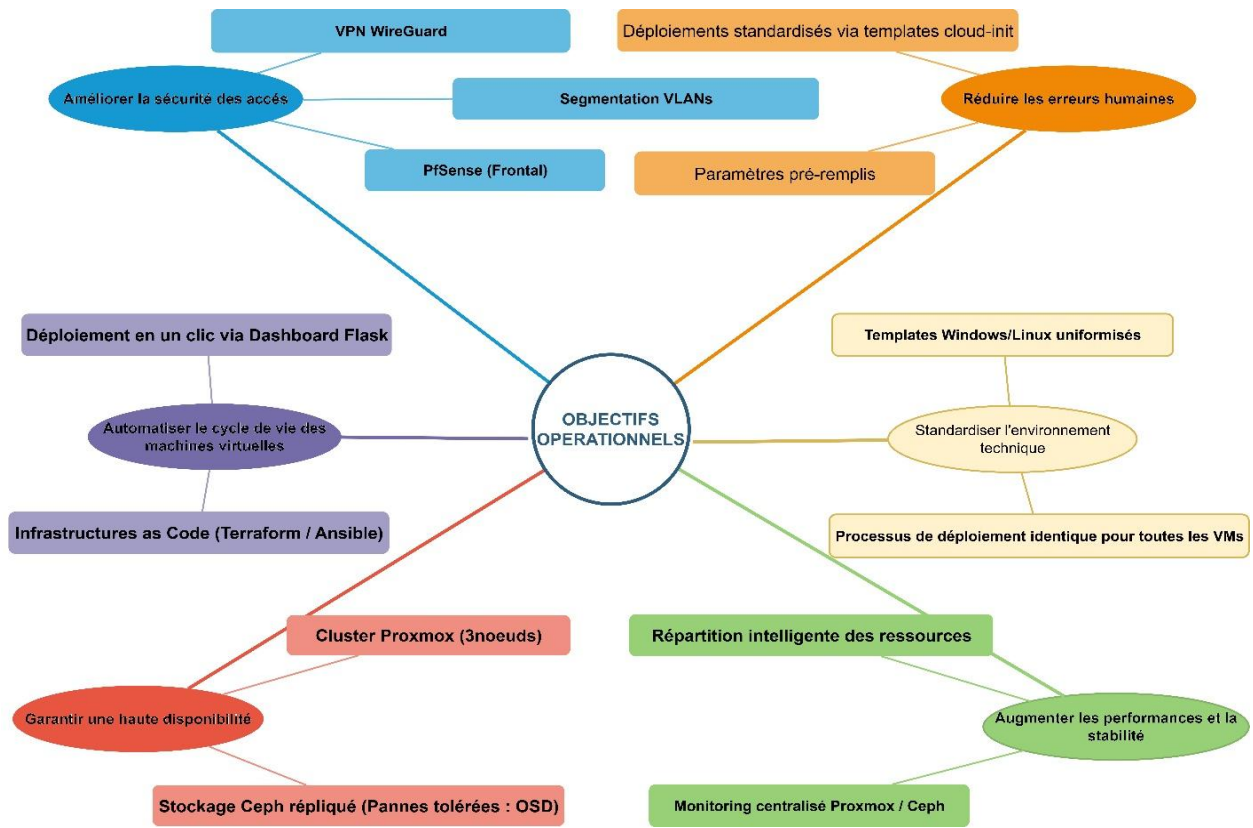 VPN WireGuard
Déploiements standardisés via templates cloud-init
Améliorer la sécurité des accés
Segmentation VLANs
Réduire les erreurs humaines
PfSense (Frontal)
Paramètres pré-remplis
Déploiement en un clic via Dashboard Flask
Templates Windows/Linux uniformisés
OBJECTIFS
OPERATIONNELS
Automatiser le cycle de vie des
machines virtuelles
Standardiser l'environnement
technique
Infrastructures as Code (Terraform / Ansible)
Processus de déploiement identique pour toutes les VMs
Cluster Proxmox (3noeuds)
Répartition intelligente des ressources
Garantir une haute disponibilité
Augmenter les performances et la
stabilité
Stockage Ceph répliqué (Pannes tolérées : OSD)
Monitoring centralisé Proxmox / Ceph